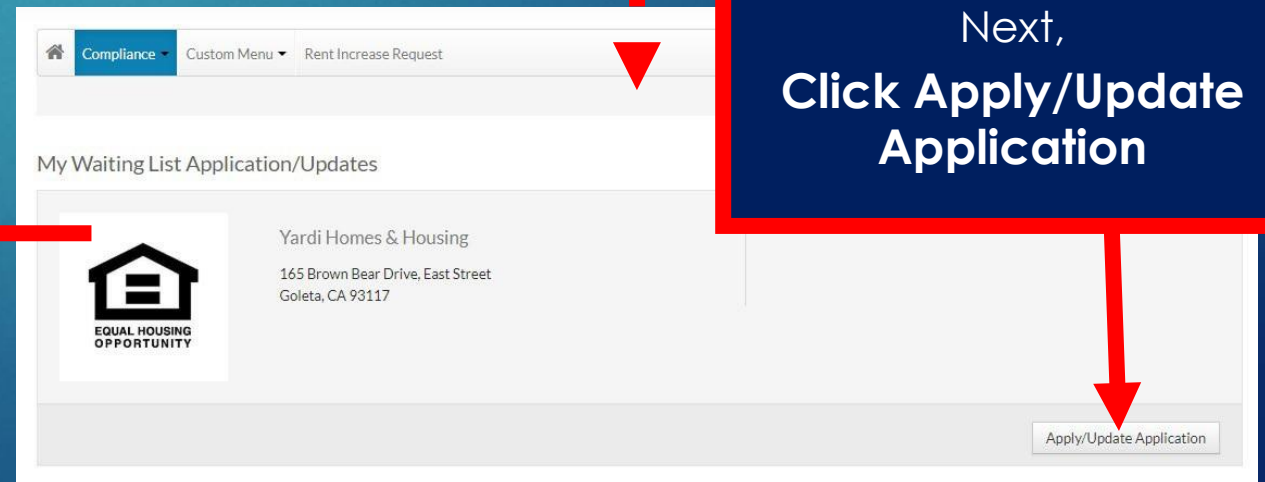 Next,
Click Apply/Update
Application
Compliance Custom Menu Rent Increase Request
My Waiting List Application/Updates
Yardi Homes & Housing
165 Brown Bear Drive, East Street
Goleta, CA 93117
EQUAL HOUSING
OPPORTUNITY
Apply/Update Application